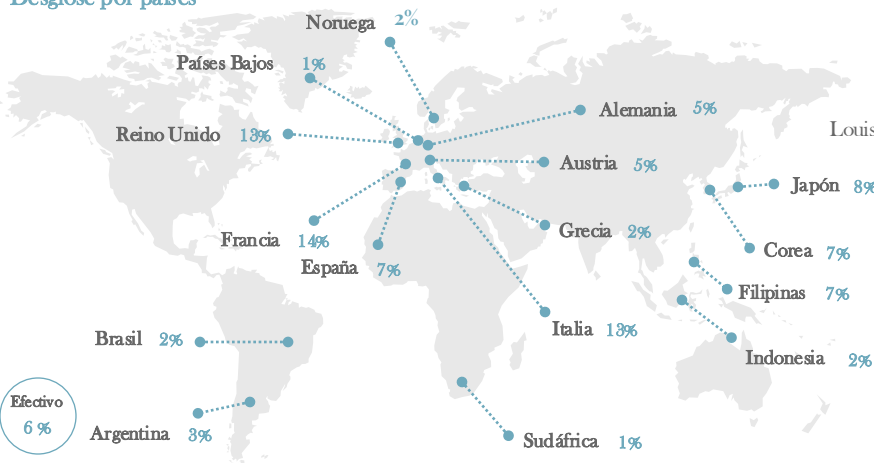 Desglose por países
Noruega 2%
Países Bajos 1%
Alemania 5%
Reino Unido 13%
Louis
Austria 5%
Japón 8%
Francia 14%
Grecia 2%
Corea 7%
España 7%
Filipinas 7%
Italia 13%
Brasil 2%
Indonesia 2%
Efectivo
6 %
Argentina 3%
Sudáfrica 1%